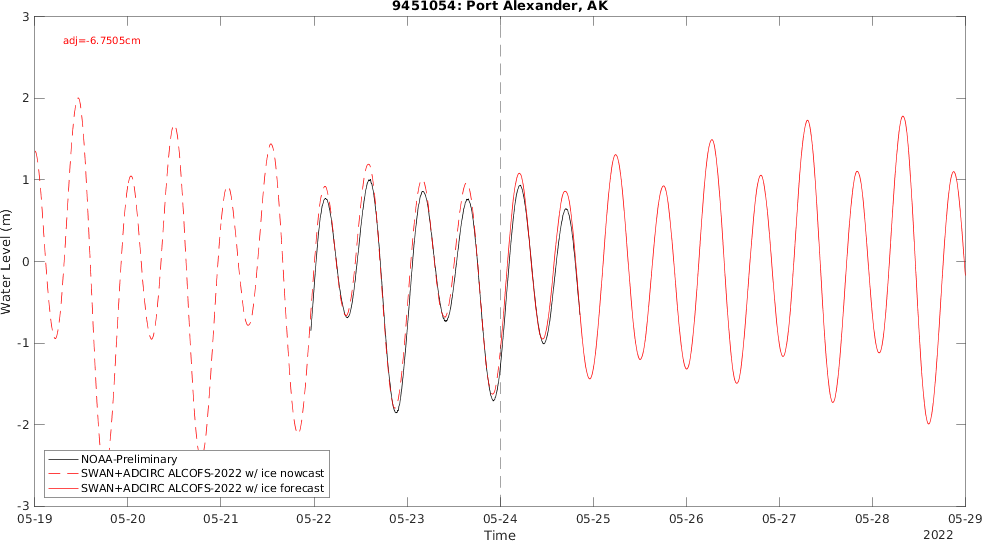 9451054: Port Alexander, AK
3
adj=-6.7505cm
2
1
0
-1
-2
-3
Water Level (m)
NOAA-Preliminary
SWAN+ADCIRC ALCOFS-2022 w/ ice nowcast
SWAN+ADCIRC ALCOFS-2022 w/ ice forecast
05-19 05-20 05-21 05-22 05-23 05-24 05-25 05-26 05-27 05-28 05-29
Time
2022